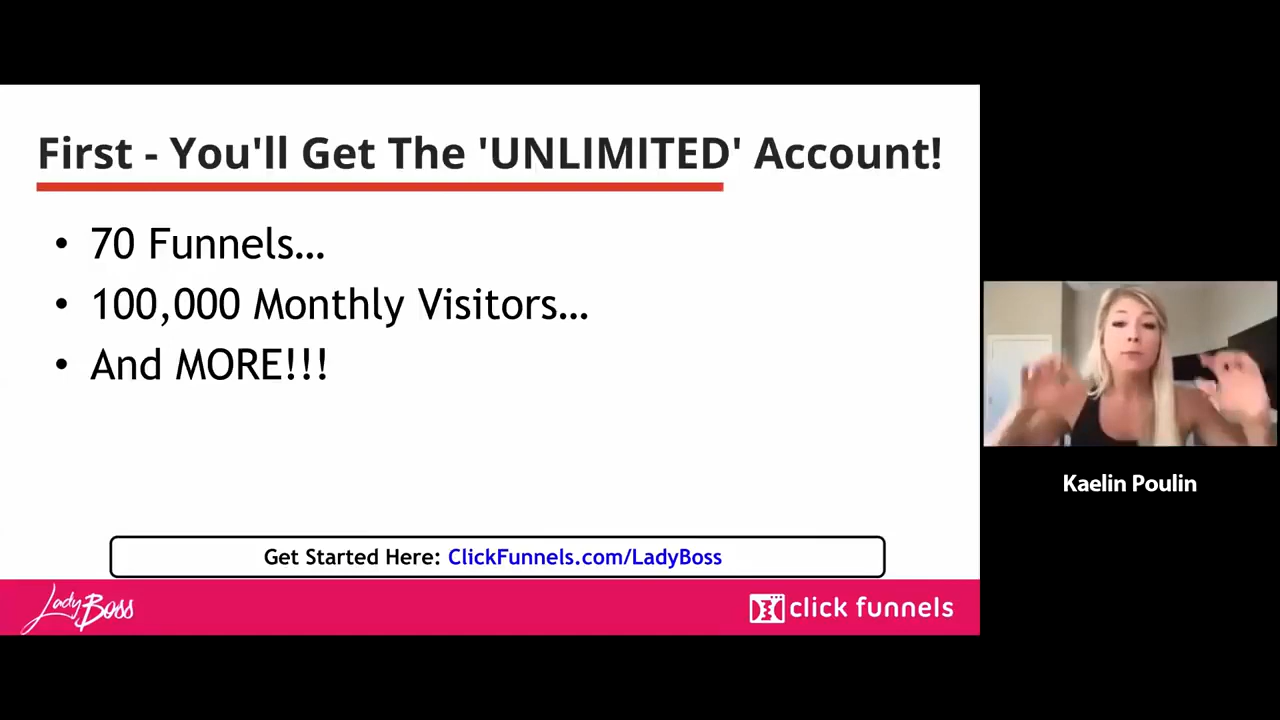 First - You'll Get The 'UNLIMITED' Account!
• 70 Funnels...
• 100,000 Monthly Visitors...
• And MORE!!!
Kaelin Poulin
Get Started Here: ClickFunnels.com/LadyBoss
LadyBoss
click funnels